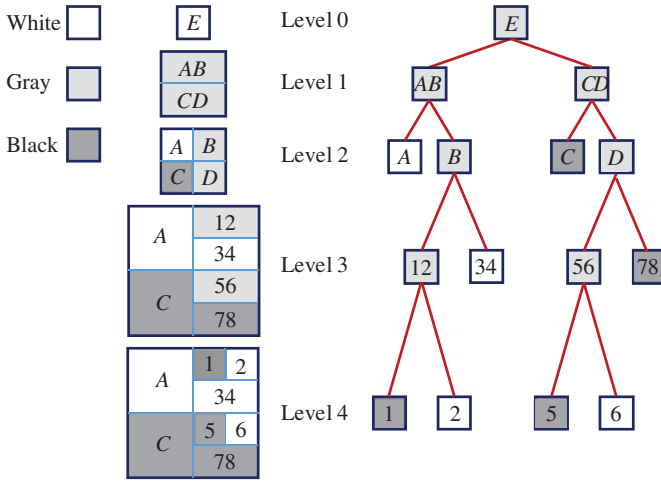 White E Level 0 E
Gray AB Level 1 AB CD
CD
Black A B Level 2 A B C D
C D
A 12
34 Level 3 12 34 56 78
C 56
78
A 1 2
34
C 5 6 Level 4 1 2 5 6
78